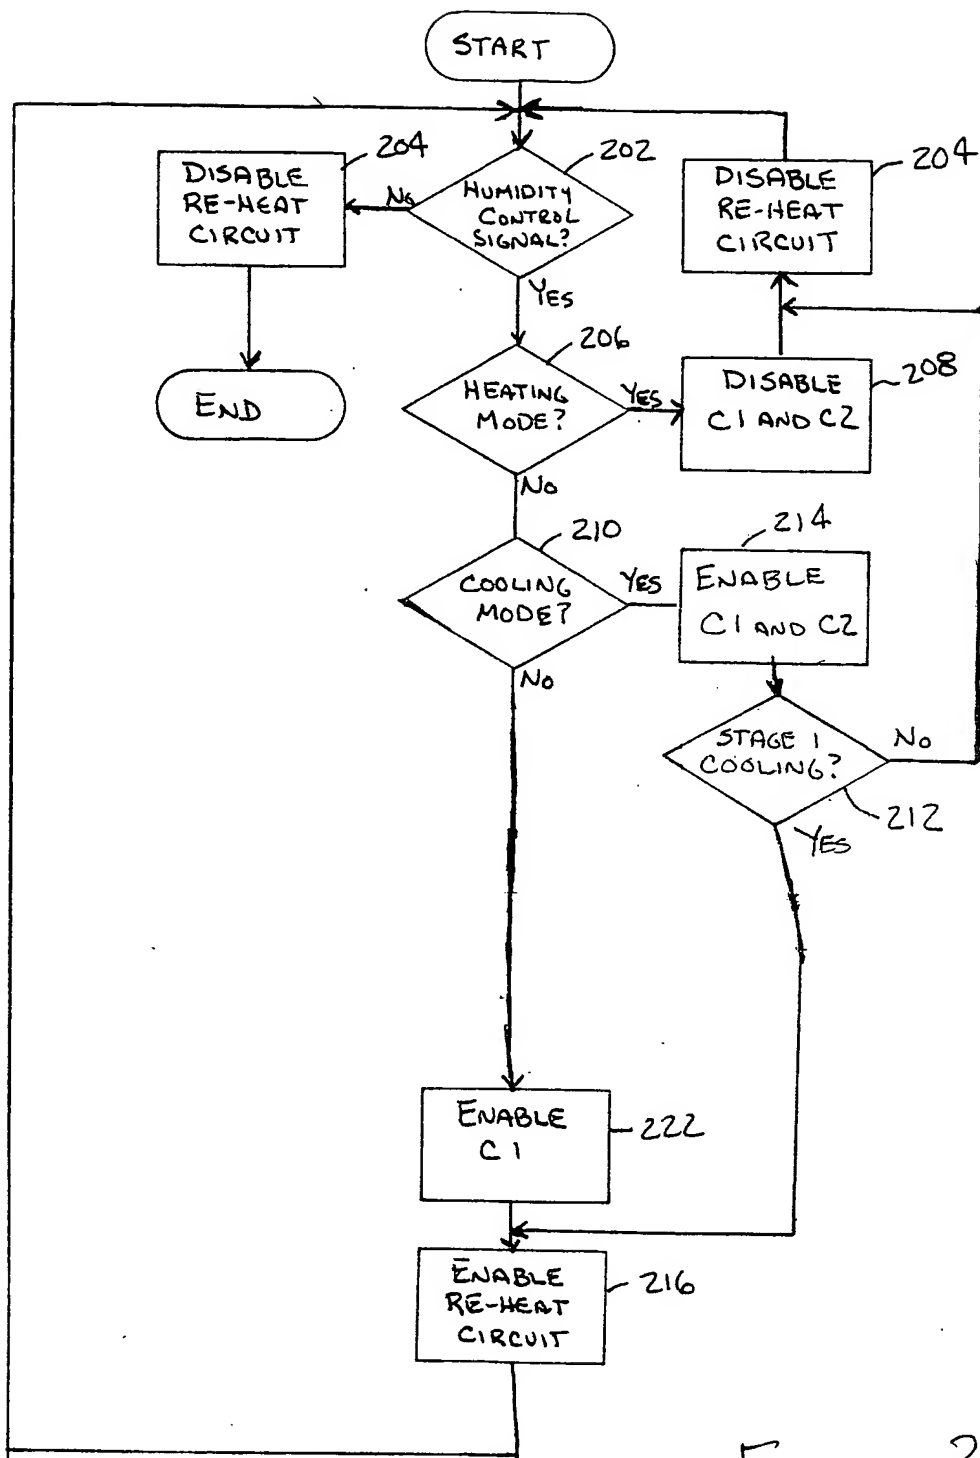 START
204
DISABLE
RE-HEAT
CIRCUIT
No
202
HUMIDITY
CONTROL
SIGNAL?
204
DISABLE
RE-HEAT
CIRCUIT
YES
END
206
HEATING
MODE?
YES
208
DISABLE
C1 AND C2
No
210
COOLING
MODE?
YES
214
ENABLE
C1 AND C2
No
STAGE 1
COOLING?
No
212
YES
ENABLE
C1
222
ENABLE
RE-HEAT
CIRCUIT
216